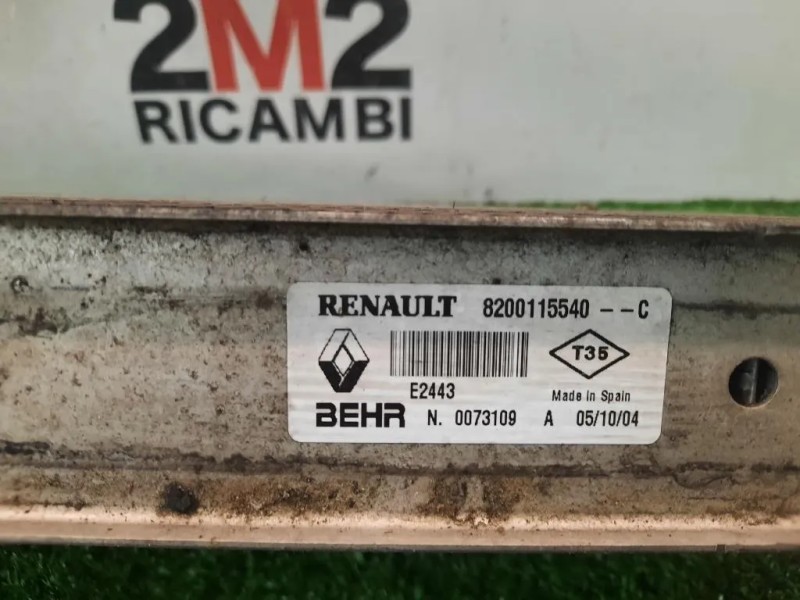 2M2
RICAMBI
RENAULT 8200115540 --C
T35
E2443
Made in Spain
BEHR N. 0073109 A 05/10/04